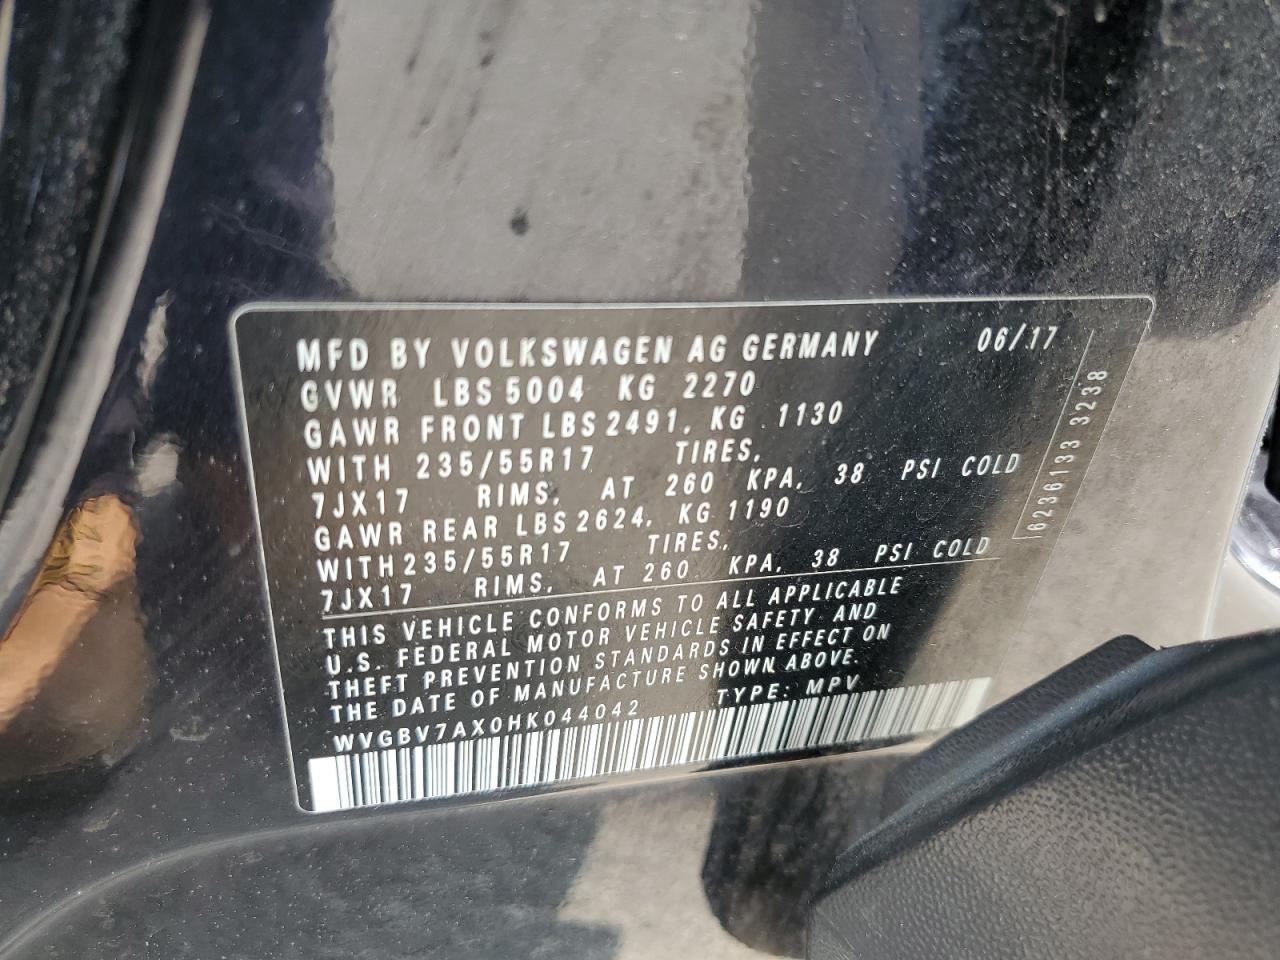 MFD BY VOLKSWAGEN AG GERMANY 06/17
GVWR LBS 5004 KG 2270
GAWR FRONT LBS 2491, KG 1130
WITH 235/55R17 TIRES,
7JX17 RIMS, AT 260 KPA, 38 PSI COLD
GAWR REAR LBS 2624, KG 1190
WITH 235/55R17 TIRES,
7JX17 RIMS, AT 260 KPA, 38 PSI COLD
THIS VEHICLE CONFORMS TO ALL APPLICABLE
U.S. FEDERAL MOTOR VEHICLE SAFETY AND
THEFT PREVENTION STANDARDS IN EFFECT ON
THE DATE OF MANUFACTURE SHOWN ABOVE.
WVGBV7AX0HK044042 TYPE: MPV
6236133 3238